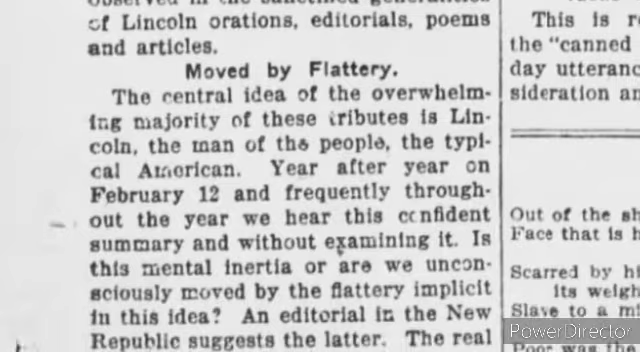 of Lincoln orations, editorials, poems
and articles.
Moved by Flattery.
The central idea of the overwhelm-
ing majority of these tributes is Lin-
coln, the man of the people, the typi-
cal American. Year after year on
February 12 and frequently through-
out the year we hear this confident
summary and without examining it. Is
this mental inertia or are we uncon-
sciously moved by the flattery implicit
in this idea? An editorial in the New
Republic suggests the latter. The real
This is
the "canned
day utteranc
sideration an
Out of the sh
Face that is h
Scarred by hi
its weigh
Slave to a mi
Poor was the
PowerDirector